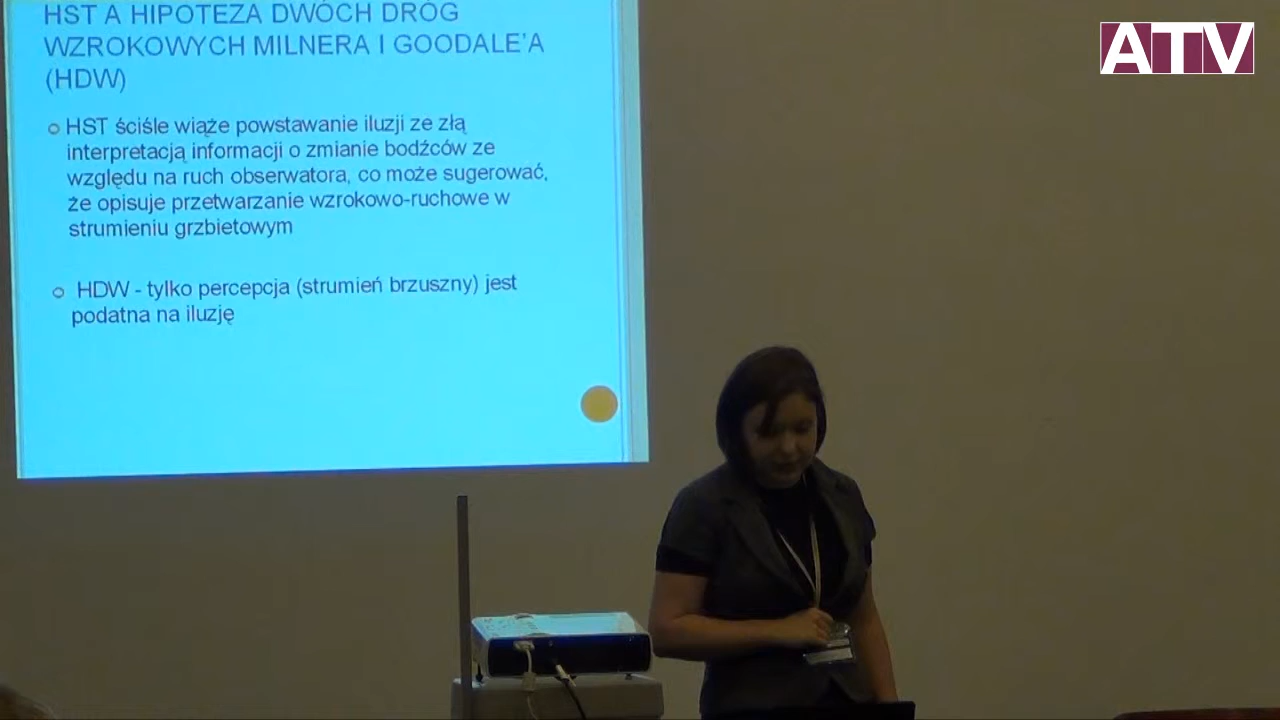 HST A HIPOTEZA DWÓCH DRÓG
WZROKOWYCH MILNERA I GOODALE'A
(HDW)
HST ściśle wiąże powstawanie iluzji ze złą
interpretacją informacji o zmianie bodźców ze
względu na ruch obserwatora, co może sugerować,
że opisuje przetwarzanie wzrokowo-ruchowe w
strumieniu grzbietowym
HDW - tylko percepcja (strumień brzuszny) jest
podatna na iluzję
ATV